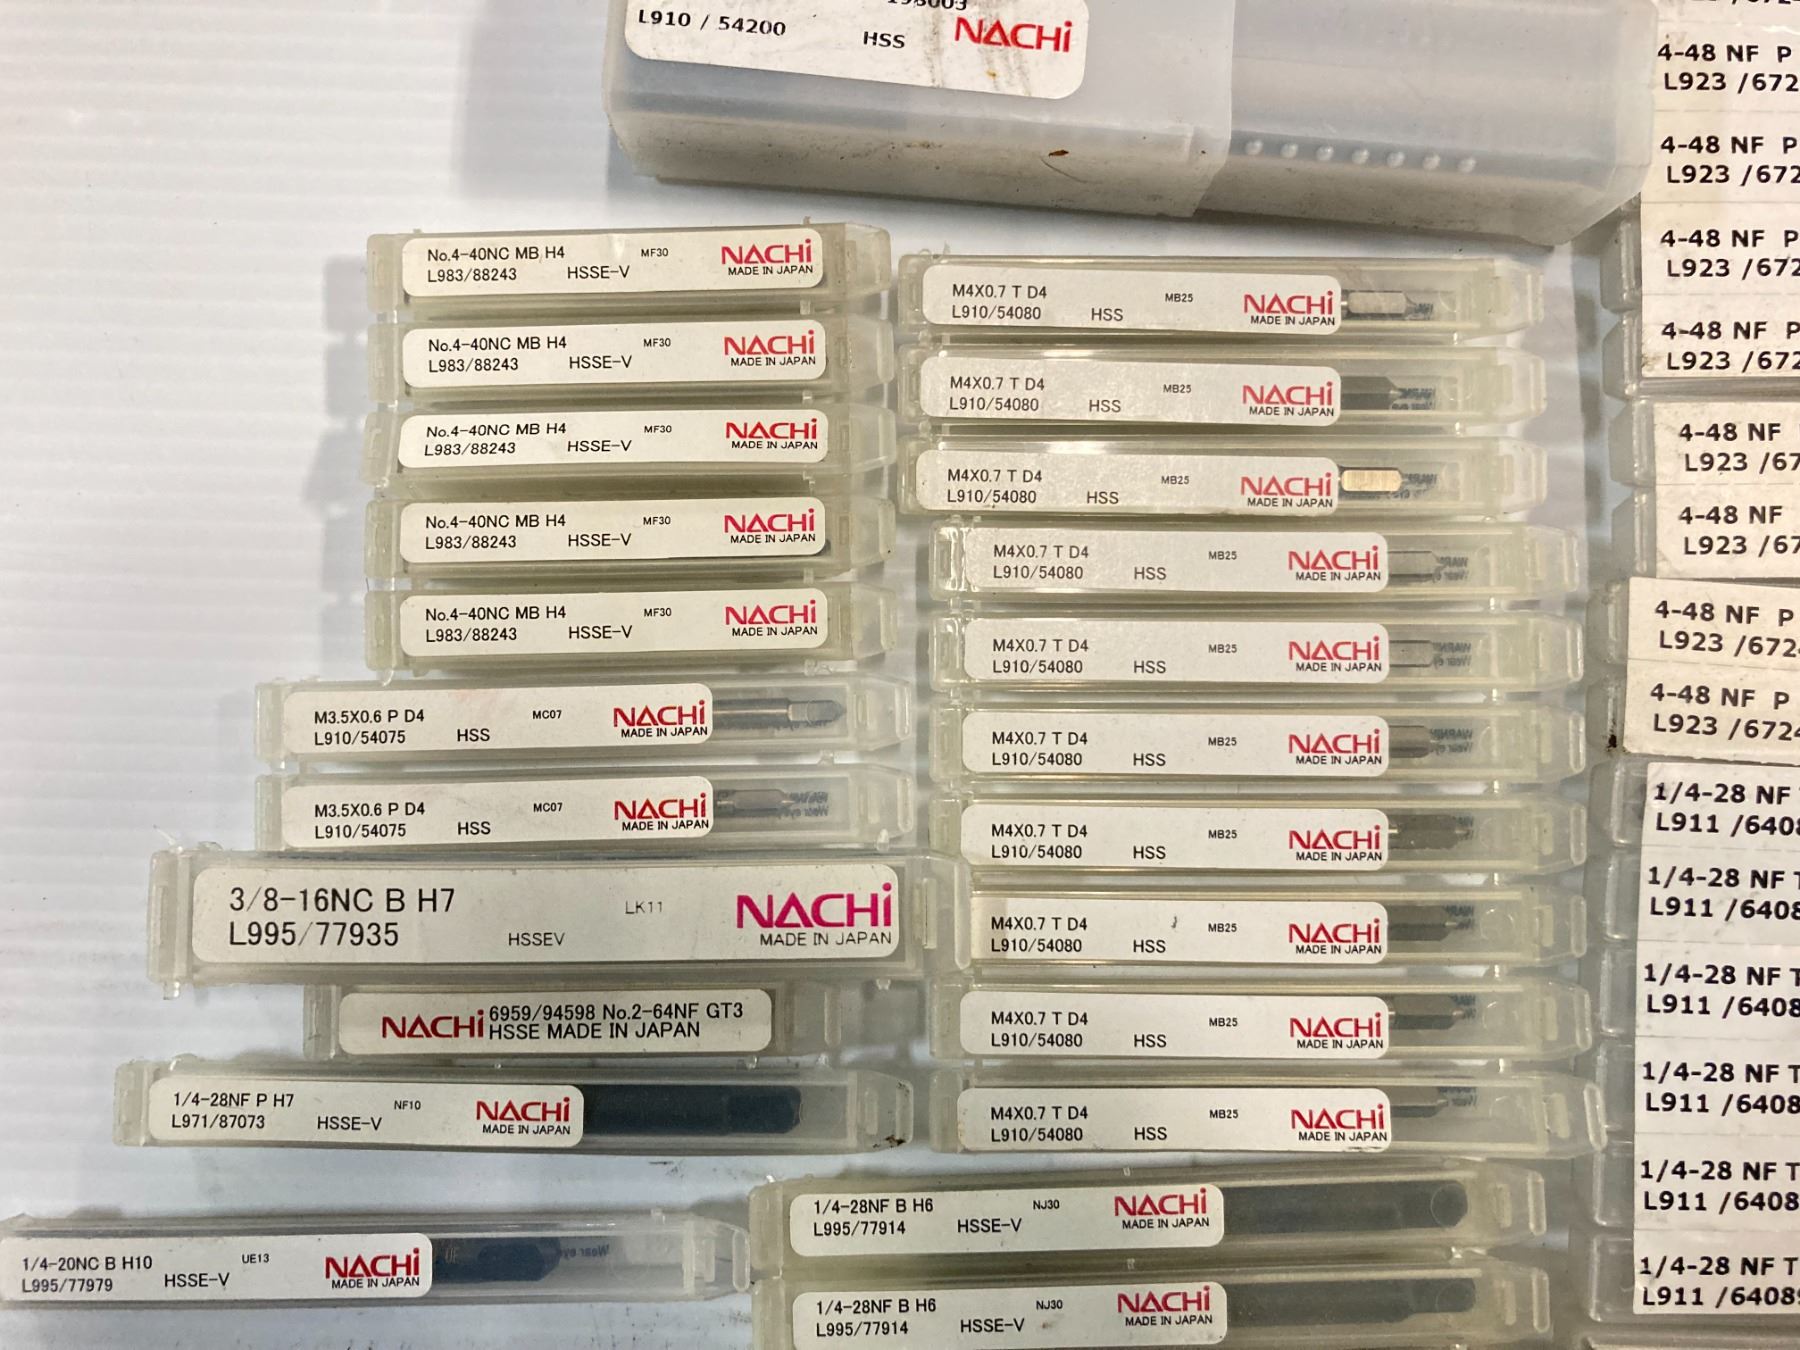 L910 / 54200 HSS NACHi
No.4-40NC MB H4 MF30 NACHi
L983/88243 HSSE-V MADE IN JAPAN
No.4-40NC MB H4 MF30 NACHi
L983/88243 HSSE-V MADE IN JAPAN
No.4-40NC MB H4 MF30 NACHi
L983/88243 HSSE-V MADE IN JAPAN
No.4-40NC MB H4 MF30 NACHi
L983/88243 HSSE-V MADE IN JAPAN
No.4-40NC MB H4 MF30 NACHi
L983/88243 HSSE-V MADE IN JAPAN
M3.5X0.6 P D4 MC07 NACHi
L910/54075 HSS MADE IN JAPAN
M3.5X0.6 P D4 MC07 NACHi
L910/54075 HSS MADE IN JAPAN
3/8-16NC B H7 LK11 NACHi
L995/77935 HSSEV MADE IN JAPAN
NACHi 6959/94598 No.2-64NF GT3
HSSE MADE IN JAPAN
1/4-28NF P H7 NF10 NACHi
L971/87073 HSSE-V MADE IN JAPAN
1/4-20NC B H10 UE13 NACHi
L995/77979 HSSE-V MADE IN JAPAN
M4X0.7 T D4 MB25 NACHi
L910/54080 HSS MADE IN JAPAN
M4X0.7 T D4 MB25 NACHi
L910/54080 HSS MADE IN JAPAN
M4X0.7 T D4 MB25 NACHi
L910/54080 HSS MADE IN JAPAN
M4X0.7 T D4 MB25 NACHi
L910/54080 HSS MADE IN JAPAN
M4X0.7 T D4 MB25 NACHi
L910/54080 HSS MADE IN JAPAN
M4X0.7 T D4 MB25 NACHi
L910/54080 HSS MADE IN JAPAN
M4X0.7 T D4 MB25 NACHi
L910/54080 HSS MADE IN JAPAN
M4X0.7 T D4 MB25 NACHi
L910/54080 HSS MADE IN JAPAN
M4X0.7 T D4 MB25 NACHi
L910/54080 HSS MADE IN JAPAN
M4X0.7 T D4 MB25 NACHi
L910/54080 HSS MADE IN JAPAN
1/4-28NF B H6 NJ30 NACHi
L995/77914 HSSE-V MADE IN JAPAN
1/4-28NF B H6 NJ30 NACHi
L995/77914 HSSE-V MADE IN JAPAN
4-48 NF P
L923 /672
4-48 NF P
L923 /672
4-48 NF P
L923 /672
4-48 NF P
L923 /672
4-48 NF
L923 /67
4-48 NF
L923 /67
4-48 NF P
L923 /672
4-48 NF P
L923 /6724
1/4-28 NF
L911 /6408
1/4-28 NF T
L911 /6408
1/4-28 NF T
L911 /6408
1/4-28 NF T
L911 /6408
1/4-28 NF T
L911 /6408
1/4-28 NF T
L911 /6408